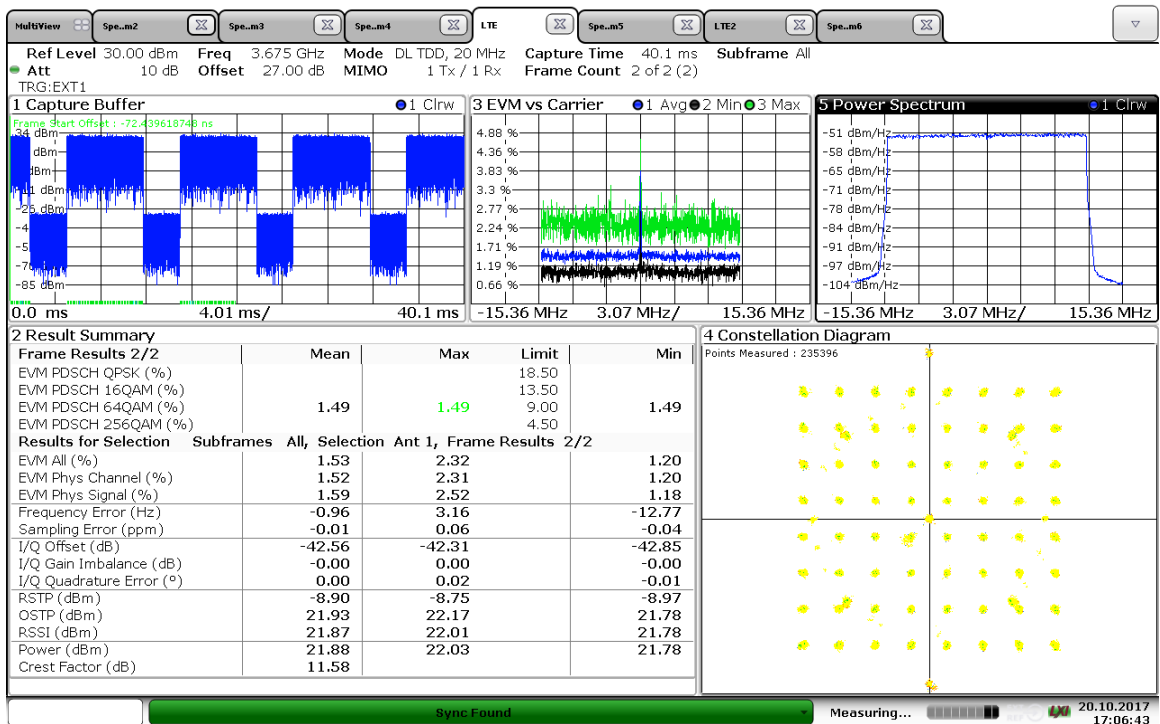 MultiView Spe...m2 Spe...m3 Spe...m4 LTE Spe...m5 LTE2 Spe...m6
Ref Level 30.00 dBm Freq 3.675 GHz Mode DL TDD, 20 MHz Capture Time 40.1 ms Subframe All
Att 10 dB Offset 27.00 dB MIMO 1 Tx / 1 Rx Frame Count 2 of 2 (2)
TRG:EXT1
1 Capture Buffer 1 Clrw
Frame Start Offset : -72.439618748 ns
34 dBm
dBm
dBm
dBm
-25 dBm
-85 dBm
0.0 ms 4.01 ms/ 40.1 ms
3 EVM vs Carrier 1 Avg 2 Min 3 Max
4.88 %
4.36 %
3.83 %
3.3 %
2.77 %
2.24 %
1.71 %
1.19 %
0.66 %
-15.36 MHz 3.07 MHz/ 15.36 MHz
5 Power Spectrum 1 Clrw
-51 dBm/Hz
-58 dBm/Hz
-65 dBm/Hz
-71 dBm/Hz
-78 dBm/Hz
-84 dBm/Hz
-91 dBm/Hz
-97 dBm/Hz
-104 dBm/Hz
-15.36 MHz 3.07 MHz/ 15.36 MHz
2 Result Summary
Frame Results 2/2 Mean Max Limit Min
EVM PDSCH QPSK (%) 18.50
EVM PDSCH 16QAM (%) 13.50
EVM PDSCH 64QAM (%) 1.49 1.49 9.00 1.49
EVM PDSCH 256QAM (%) 4.50
Results for Selection Subframes All, Selection Ant 1, Frame Results 2/2
EVM All (%) 1.53 2.32 1.20
EVM Phys Channel (%) 1.52 2.31 1.20
EVM Phys Signal (%) 1.59 2.52 1.18
Frequency Error (Hz) -0.96 3.16 -12.77
Sampling Error (ppm) -0.01 0.06 -0.04
I/Q Offset (dB) -42.56 -42.31 -42.85
I/Q Gain Imbalance (dB) -0.00 0.00 -0.00
I/Q Quadrature Error (°) 0.00 0.02 -0.01
RSTP (dBm) -8.90 -8.75 -8.97
OSTP (dBm) 21.93 22.17 21.78
RSSI (dBm) 21.87 22.01 21.78
Power (dBm) 21.88 22.03 21.78
Crest Factor (dB) 11.58
4 Constellation Diagram
Points Measured : 235396
Sync Found
Measuring... LXI 20.10.2017
17:06:43